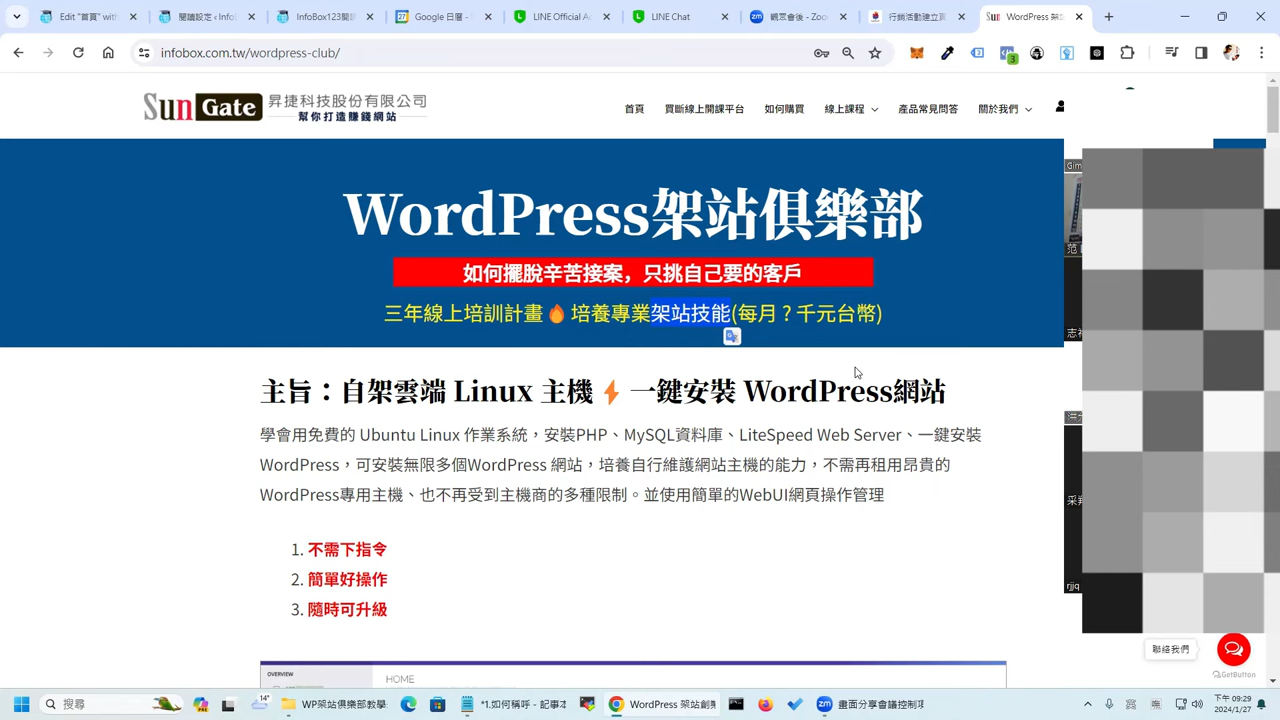 Edit "首頁" with
閱讀設定 ‹ Info
InfoBox123開
Google 日曆 -
LINE Official A
LINE Chat
觀眾會後 - Zoo
行銷活動建立頁
WordPress 架
infobox.com.tw/wordpress-club/
3
Sun Gate 昇捷科技股份有限公司
幫你打造賺錢網站
首頁 買斷線上開課平台 如何購買 線上課程 產品常見問答 關於我們
WordPress架站俱樂部
如何擺脫辛苦接案，只挑自己要的客戶
三年線上培訓計畫🔥培養專業架站技能(每月？千元台幣)
主旨：自架雲端 Linux 主機⚡一鍵安裝 WordPress網站
學會用免費的 Ubuntu Linux 作業系統，安裝PHP、MySQL資料庫、LiteSpeed Web Server、一鍵安裝
WordPress，可安裝無限多個WordPress 網站，培養自行維護網站主機的能力，不需再租用昂貴的
WordPress專用主機、也不再受到主機商的多種限制。並使用簡單的WebUI網頁操作管理
1. 不需下指令
2. 簡單好操作
3. 隨時可升級
OVERVIEW
HOME
Gim
范
志
rjjq
聯絡我們
GetButton
搜尋
14°
WP架站俱樂部教學
*1.如何稱呼 - 記事
WordPress 架站創
畫面分享會議控制項
下午 09:29
2024/1/27